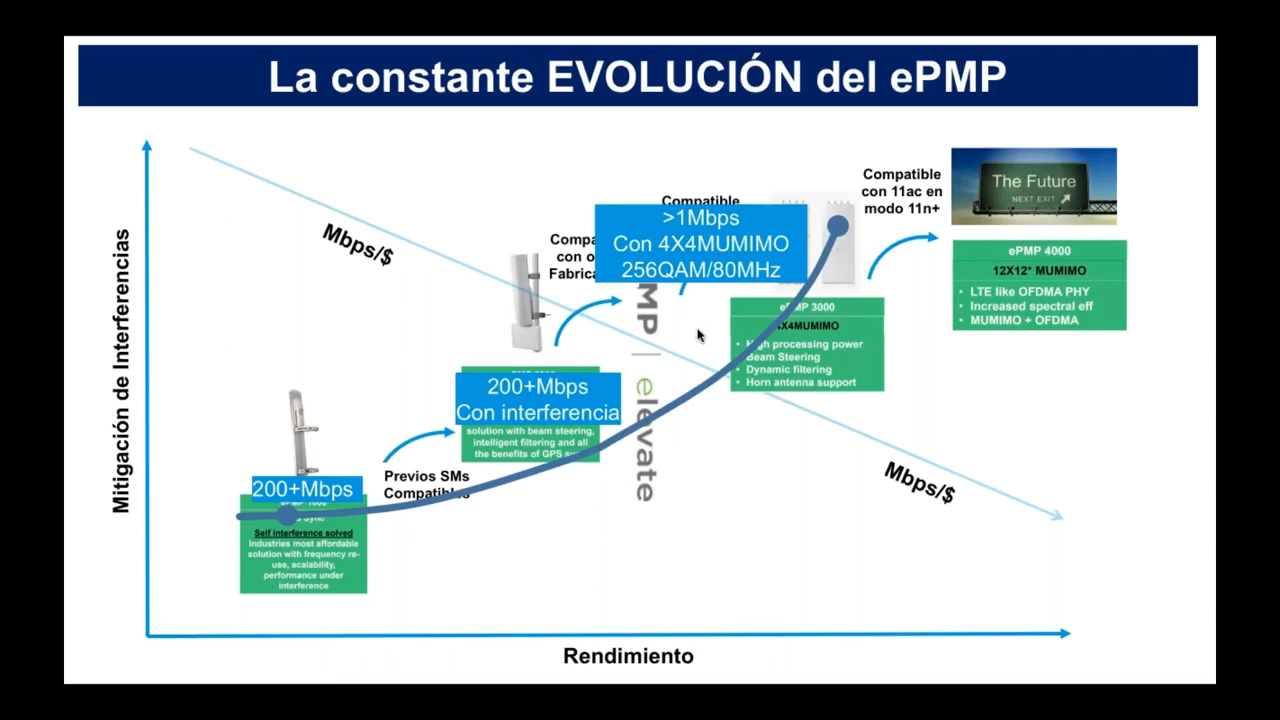 La constante EVOLUCIÓN del ePMP
Mitigación de Interferencias
Rendimiento
Mbps/$
Mbps/$
200+Mbps
Sync
Self interference solved
Industries most affordable
solution with frequency re-
use, scalability,
performance under
interference
Previos SMs
Compatibles
200+Mbps
Con interferencia
solution with beam steering,
intelligent filtering and all
the benefits of GPS
con
elevate
Compatible
>1Mbps
Con 4X4MUMIMO
256QAM/80MHz
ePMP 3000
4X4MUMIMO
• High processing power
• Beam Steering
• Dynamic filtering
• Horn antenna support
Compatible
con 11ac en
modo 11n+
The Future
NEXT EXIT
ePMP 4000
12X12* MUMIMO
• LTE like OFDMA PHY
• Increased spectral eff
• MUMIMO + OFDMA